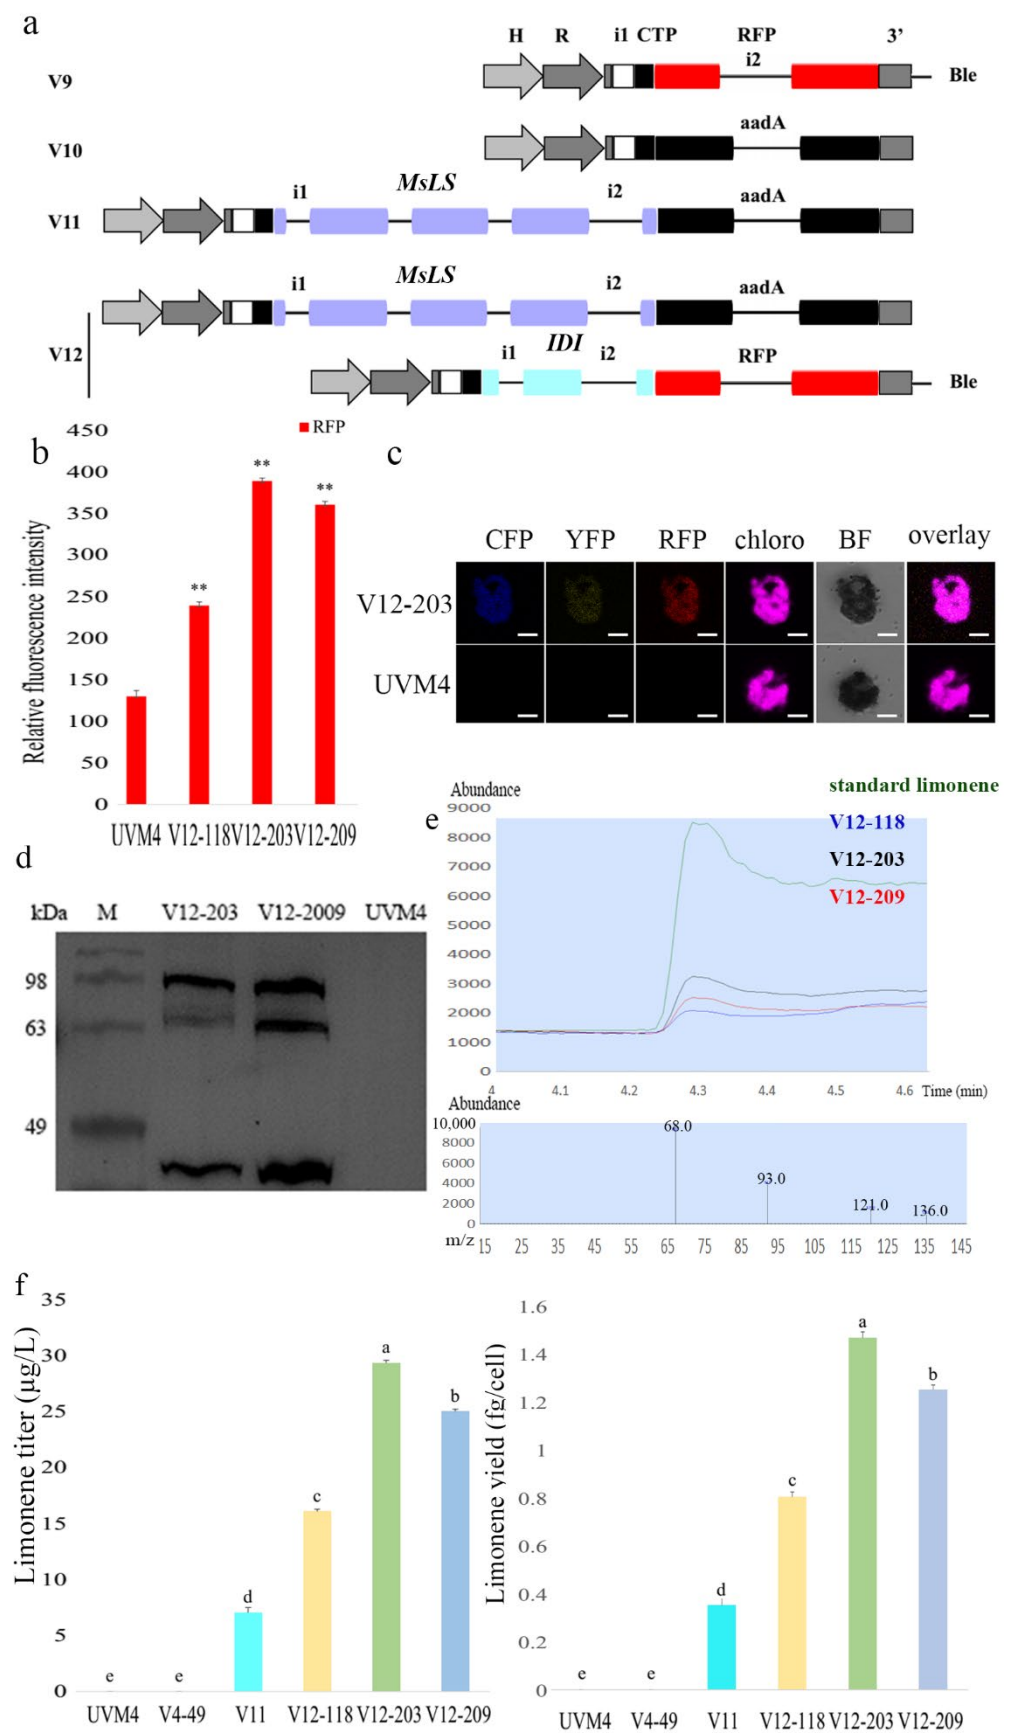 a
H R i1 CTP RFP 3’
i2
V9 Ble
aadA
V10
MsLS
i1 i2 aadA
V11
MsLS
i1 i2 aadA
V12
IDI
i1 i2 RFP
Ble
b
RFP
450
400
350
300
250
200
150
100
50
0
Relative fluorescence intensity
** ** **
UVM4 V12-118 V12-203 V12-209
c
CFP YFP RFP chloro BF overlay
V12-203
UVM4
d
kDa M V12-203 V12-2009 UVM4
98
63
49
e
Abundance
9000
8000
7000
6000
5000
4000
3000
2000
1000
0
standard limonene
V12-118
V12-203
V12-209
4 4.1 4.2 4.3 4.4 4.5 4.6 Time (min)
Abundance
10,000
8000
6000
4000
2000
0
68.0
93.0
121.0
136.0
m/z 15 25 35 45 55 65 75 85 95 105 115 125 135 145
f
35
30
25
20
15
10
5
0
Limonene titer (µg/L)
e e d c a b
UVM4 V4-49 V11 V12-118 V12-203 V12-209
1.6
1.4
1.2
1
0.8
0.6
0.4
0.2
0
Limonene yield (fg/cell)
e e d c a b
UVM4 V4-49 V11 V12-118 V12-203 V12-209